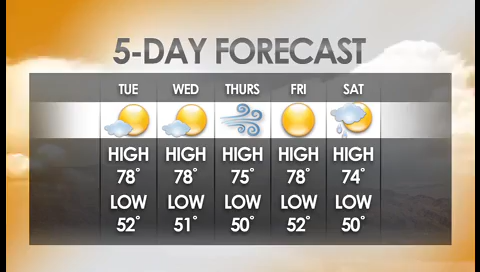 5-DAY FORECAST
TUE WED THURS FRI SAT
HIGH HIGH HIGH HIGH HIGH
78° 78° 75° 78° 74°
LOW LOW LOW LOW LOW
52° 51° 50° 52° 50°